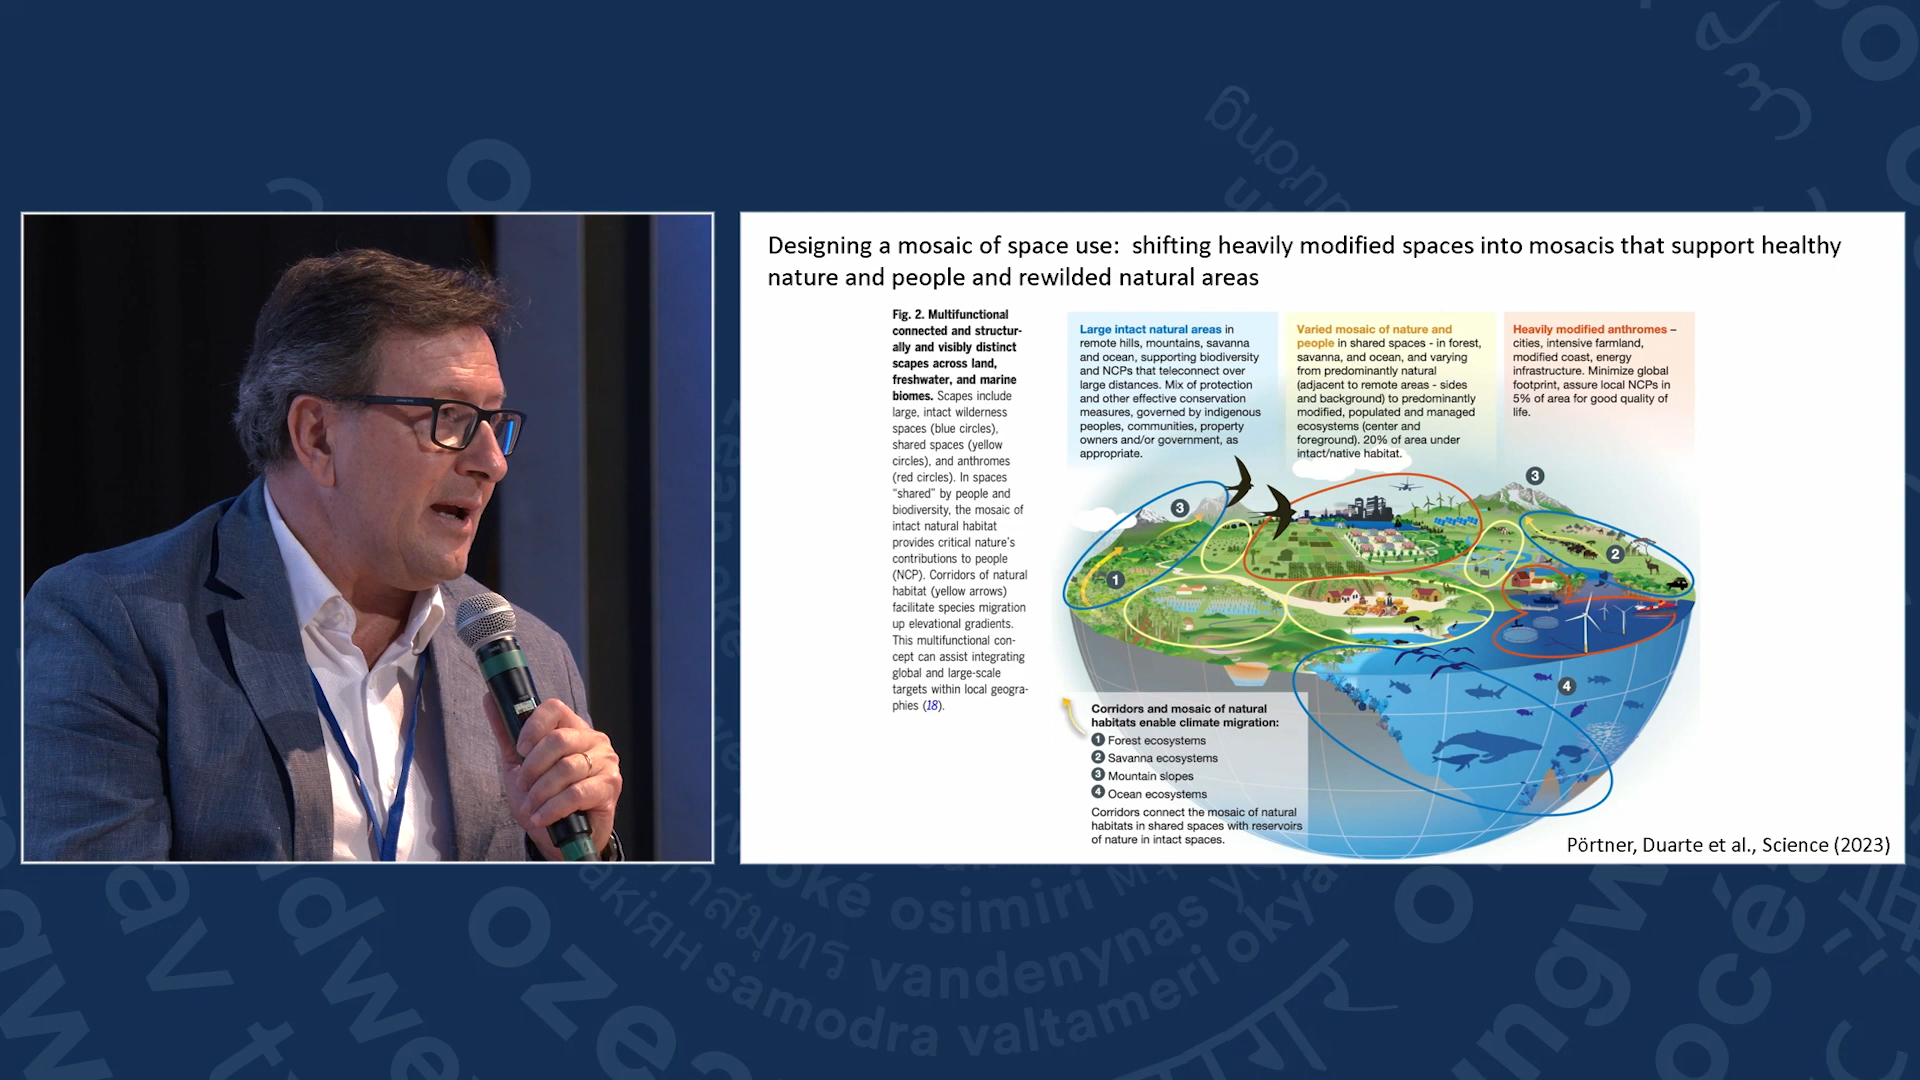 Designing a mosaic of space use:  shifting heavily modified spaces into mosacis that support healthy
nature and people and rewilded natural areas
Fig. 2. Multifunctional
connected and structur-
ally and visibly distinct
scapes across land,
freshwater, and marine
biomes. Scapes include
large, intact wilderness
spaces (blue circles),
shared spaces (yellow
circles), and anthromes
(red circles). In spaces
“shared” by people and
biodiversity, the mosaic of
intact natural habitat
provides critical nature's
contributions to people
(NCP). Corridors of natural
habitat (yellow arrows)
facilitate species migration
up elevational gradients.
This multifunctional con-
cept can assist integrating
global and large-scale
targets within local geogra-
phies (18).
Large intact natural areas in
remote hills, mountains, savanna
and ocean, supporting biodiversity
and NCPs that teleconnect over
large distances. Mix of protection
and other effective conservation
measures, governed by indigenous
peoples, communities, property
owners and/or government, as
appropriate.
Varied mosaic of nature and
people in shared spaces - in forest,
savanna, and ocean, and varying
from predominantly natural
(adjacent to remote areas - sides
and background) to predominantly
modified, populated and managed
ecosystems (center and
foreground). 20% of area under
intact/native habitat.
Heavily modified anthromes –
cities, intensive farmland,
modified coast, energy
infrastructure. Minimize global
footprint, assure local NCPs in
5% of area for good quality of
life.
3
3
2
1
4
Corridors and mosaic of natural
habitats enable climate migration:
1 Forest ecosystems
2 Savanna ecosystems
3 Mountain slopes
4 Ocean ecosystems
Corridors connect the mosaic of natural
habitats in shared spaces with reservoirs
of nature in intact spaces.
Pörtner, Duarte et al., Science (2023)
osimiri
vandenynas
samodra valtameri